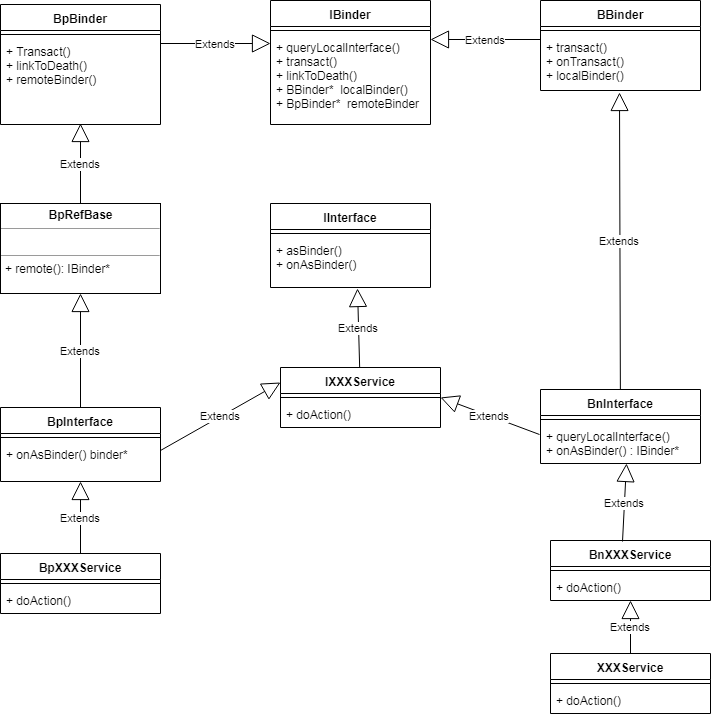 BpBinder
+ Transact()
+ linkToDeath()
+ remoteBinder()
Extends
IBinder
+ queryLocalInterface()
+ transact()
+ linkToDeath()
+ BBinder*  localBinder()
+ BpBinder*  remoteBinder
Extends
BBinder
+ transact()
+ onTransact()
+ localBinder()
Extends
BpRefBase
+ remote(): IBinder*
IInterface
+ asBinder()
+ onAsBinder()
Extends
Extends
Extends
BpInterface
+ onAsBinder() binder*
Extends
IXXXService
+ doAction()
Extends
BnInterface
+ queryLocalInterface()
+ onAsBinder() : IBinder*
Extends
Extends
BpXXXService
+ doAction()
BnXXXService
+ doAction()
Extends
XXXService
+ doAction()